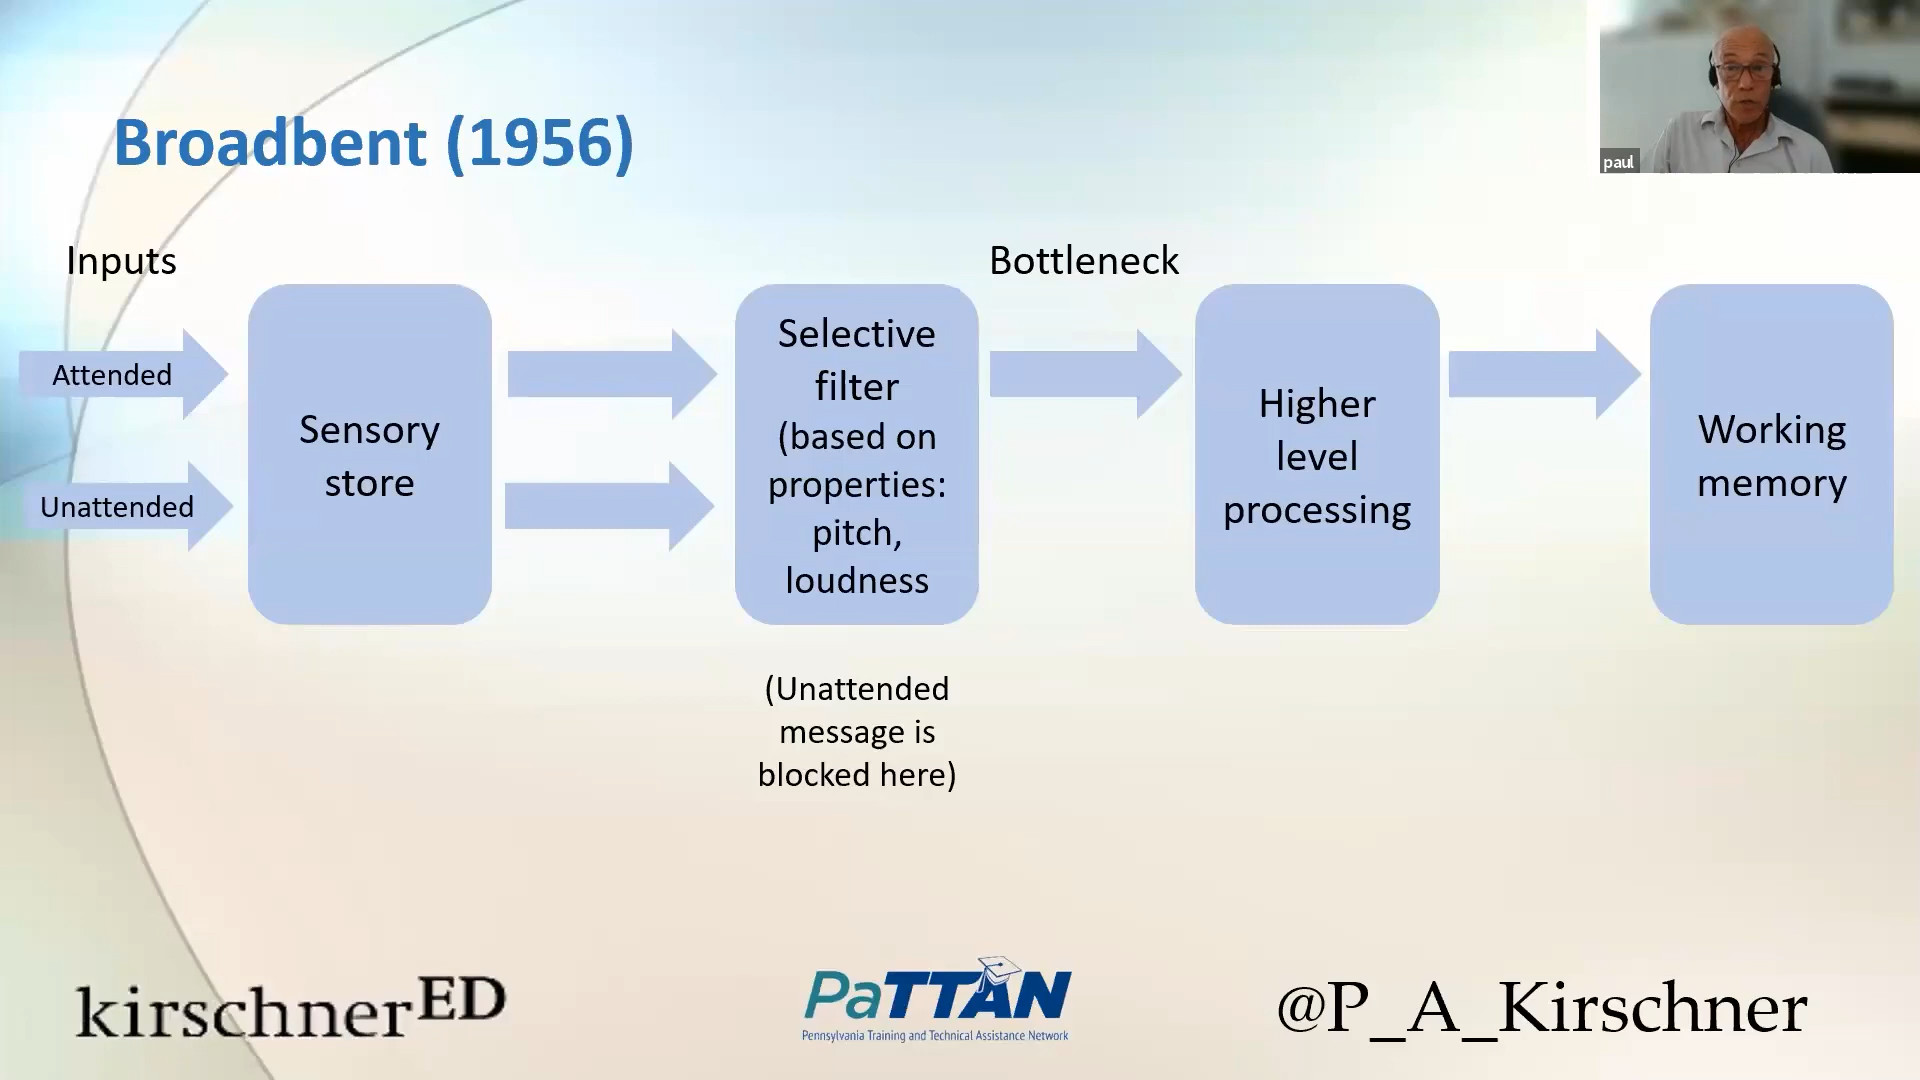 paul
Broadbent (1956)
Inputs
Bottleneck
Attended
Unattended
Sensory
store
Selective
filter
(based on
properties:
pitch,
loudness
Higher
level
processing
Working
memory
(Unattended
message is
blocked here)
kirschnerED
PaTTAN
Pennsylvania Training and Technical Assistance Network
@P_A_Kirschner